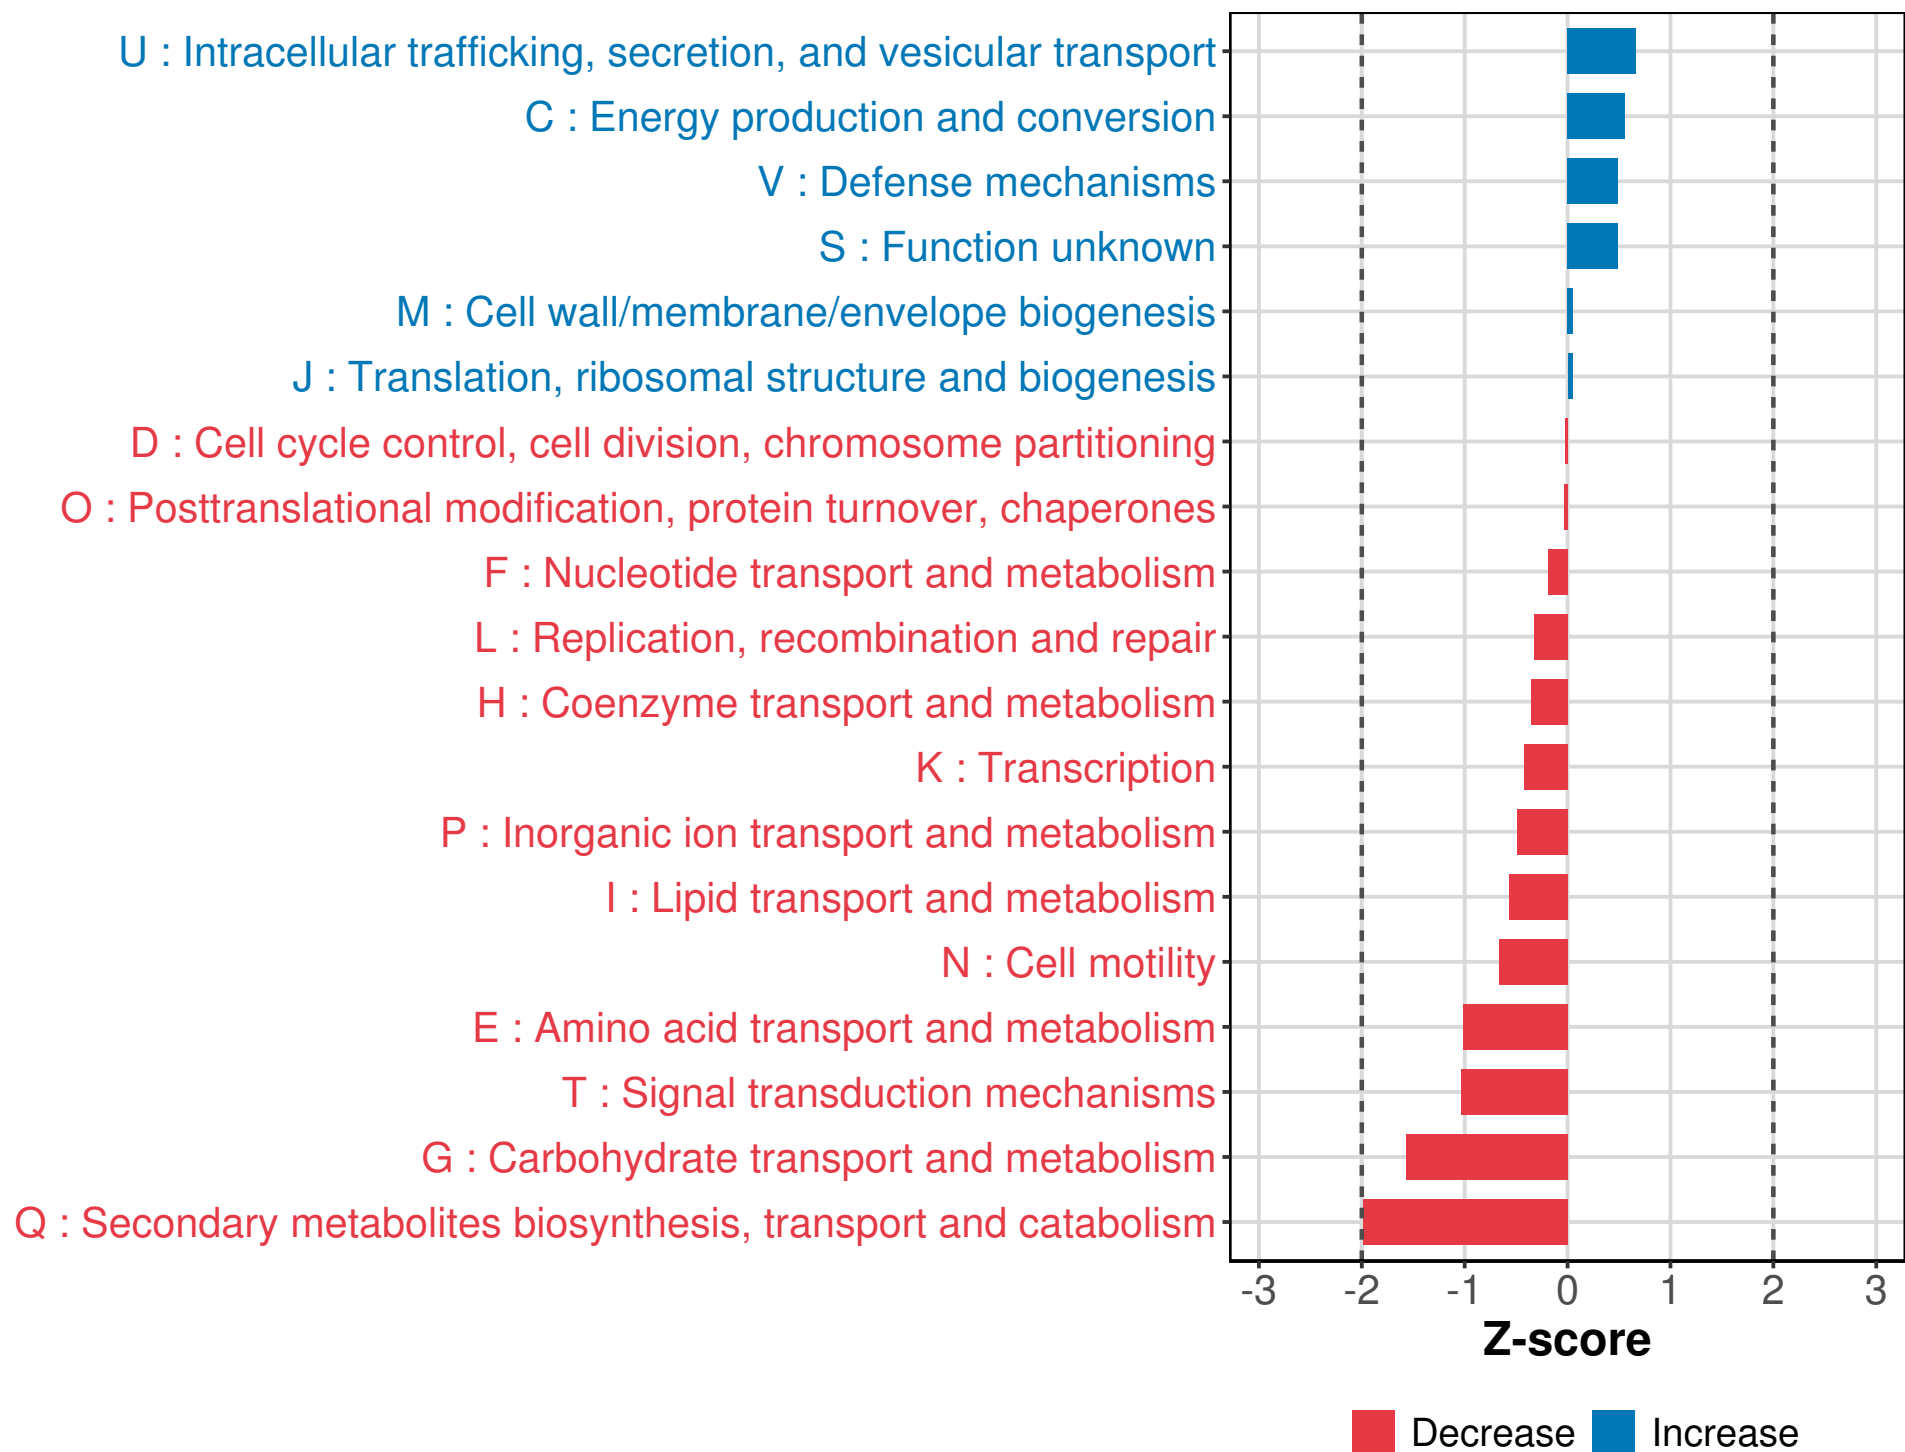 U : Intracellular trafficking, secretion, and vesicular transport
C : Energy production and conversion
V : Defense mechanisms
S : Function unknown
M : Cell wall/membrane/envelope biogenesis
J : Translation, ribosomal structure and biogenesis
D : Cell cycle control, cell division, chromosome partitioning
O : Posttranslational modification, protein turnover, chaperones
F : Nucleotide transport and metabolism
L : Replication, recombination and repair
H : Coenzyme transport and metabolism
K : Transcription
P : Inorganic ion transport and metabolism
I : Lipid transport and metabolism
N : Cell motility
E : Amino acid transport and metabolism
T : Signal transduction mechanisms
G : Carbohydrate transport and metabolism
Q : Secondary metabolites biosynthesis, transport and catabolism
-3 -2 -1 0 1 2 3
Z-score
Decrease Increase